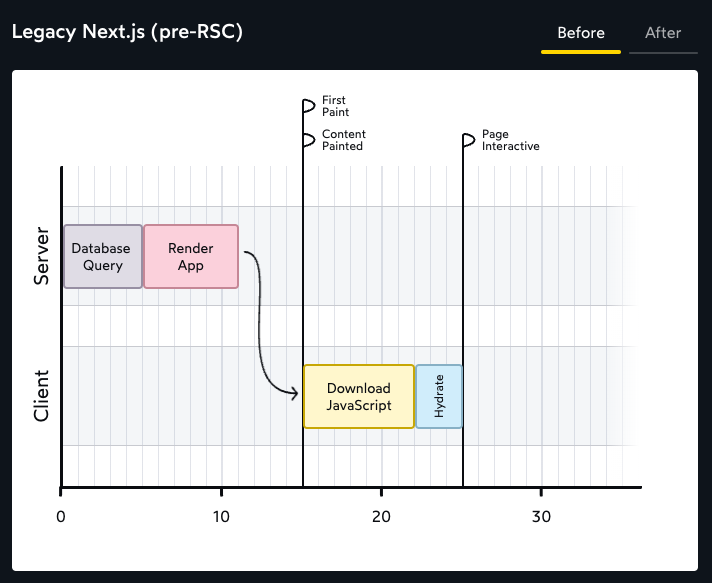 Legacy Next.js (pre-RSC)
Before
After
First
Paint
Content
Painted
Page
Interactive
Server
Database
Query
Render
App
Client
Download
JavaScript
Hydrate
0
10
20
30